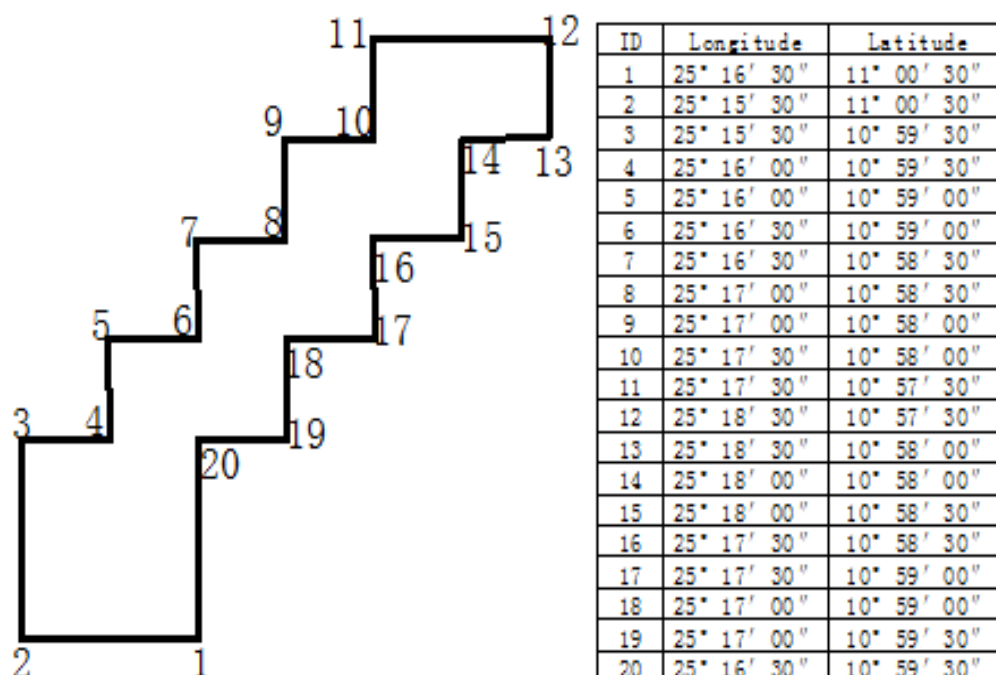 11
12
9
10
14
13
7
8
15
16
5
6
17
18
3
4
19
20
2
1
ID Longitude Latitude
1 25° 16′ 30″ 11° 00′ 30″
2 25° 15′ 30″ 11° 00′ 30″
3 25° 15′ 30″ 10° 59′ 30″
4 25° 16′ 00″ 10° 59′ 30″
5 25° 16′ 00″ 10° 59′ 00″
6 25° 16′ 30″ 10° 59′ 00″
7 25° 16′ 30″ 10° 58′ 30″
8 25° 17′ 00″ 10° 58′ 30″
9 25° 17′ 00″ 10° 58′ 00″
10 25° 17′ 30″ 10° 58′ 00″
11 25° 17′ 30″ 10° 57′ 30″
12 25° 18′ 30″ 10° 57′ 30″
13 25° 18′ 30″ 10° 58′ 00″
14 25° 18′ 00″ 10° 58′ 00″
15 25° 18′ 00″ 10° 58′ 30″
16 25° 17′ 30″ 10° 58′ 30″
17 25° 17′ 30″ 10° 59′ 00″
18 25° 17′ 00″ 10° 59′ 00″
19 25° 17′ 00″ 10° 59′ 30″
20 25° 16′ 30″ 10° 59′ 30″